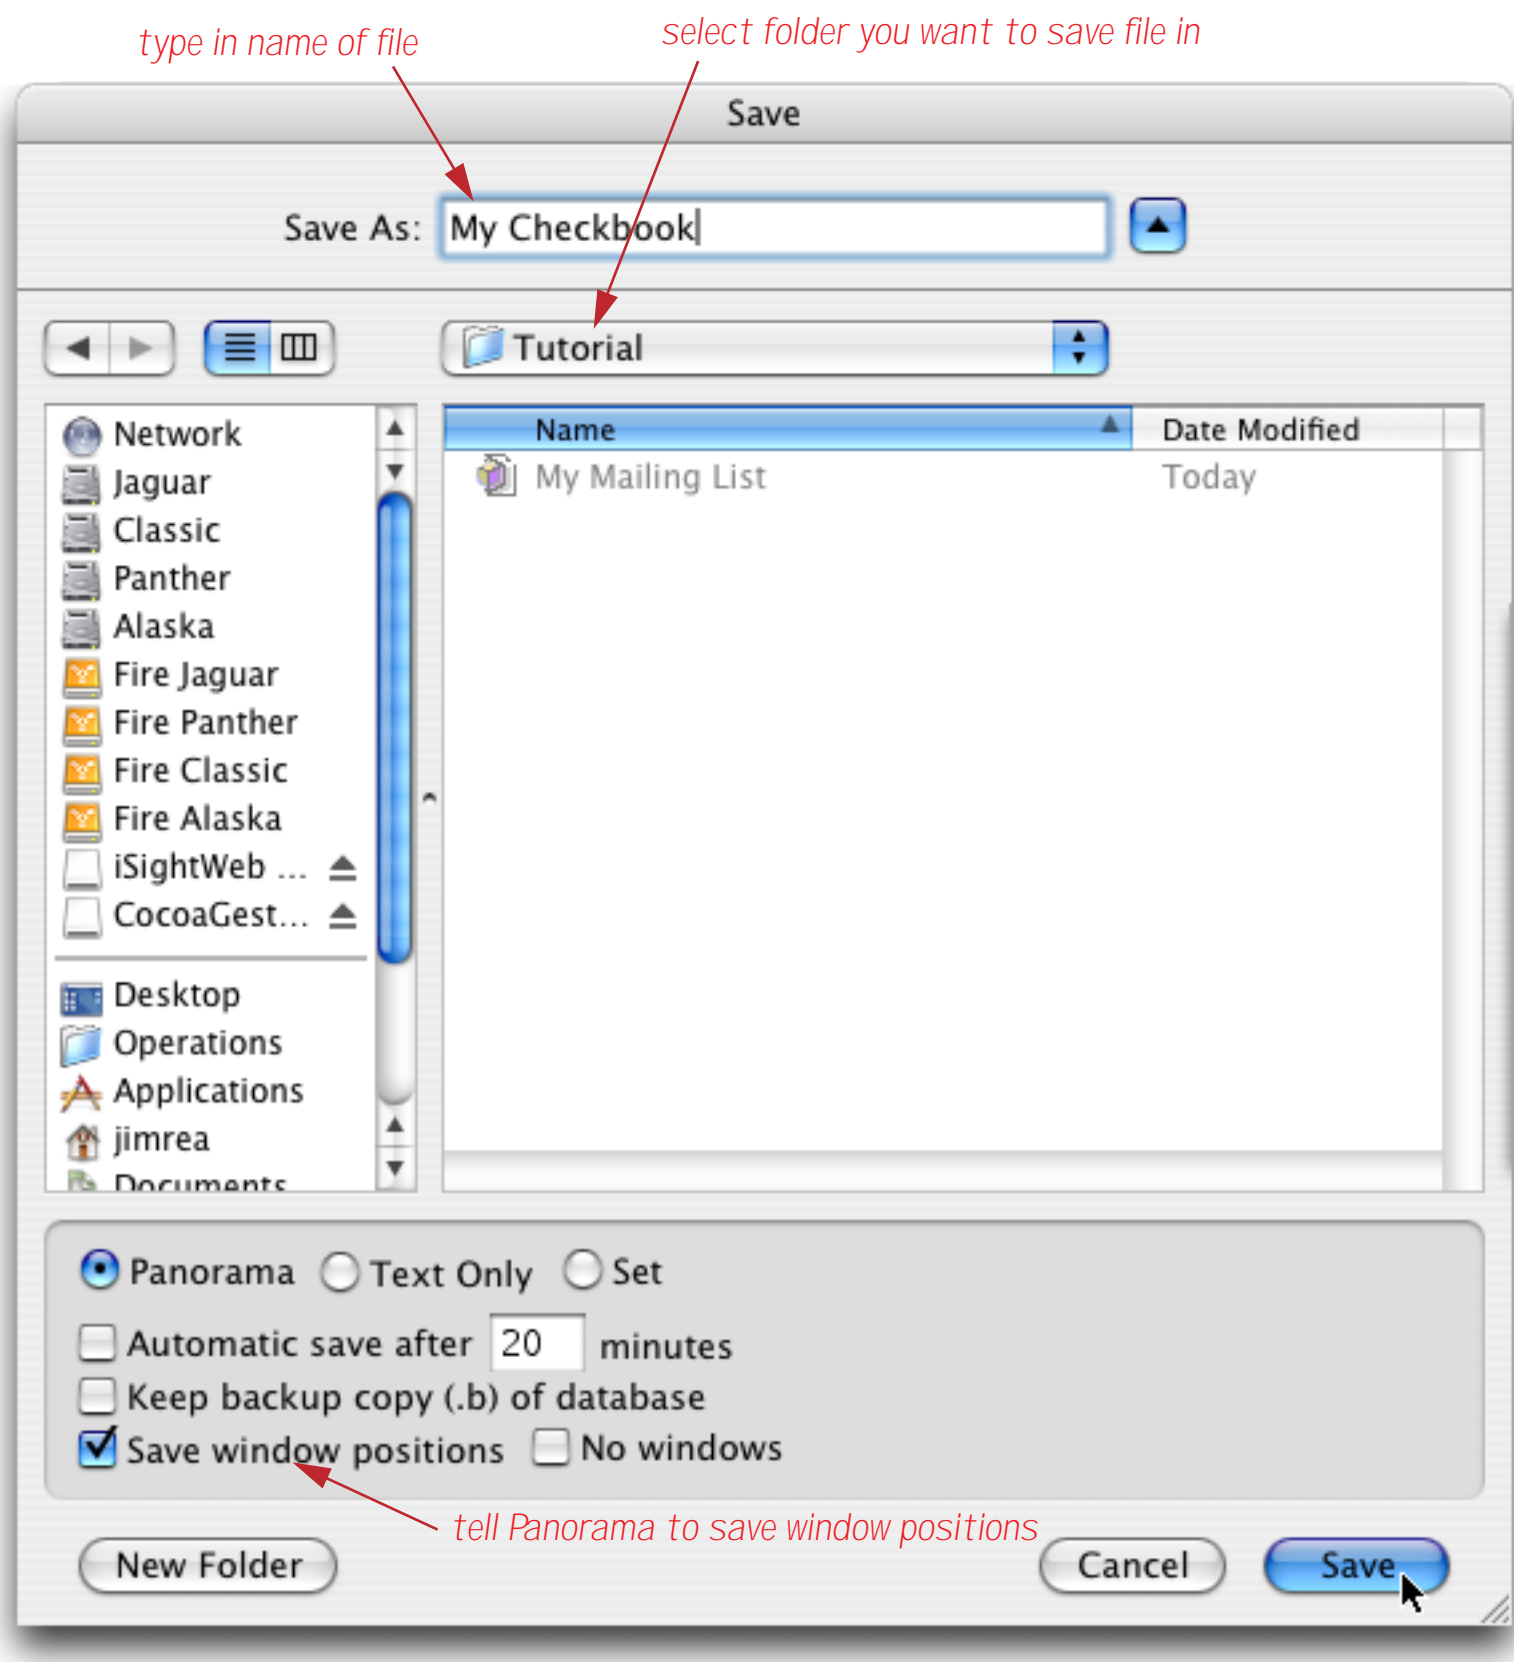 type in name of file
select folder you want to save file in
Save
Save As: My Checkbook
Tutorial
Network
Jaguar
Classic
Panther
Alaska
Fire Jaguar
Fire Panther
Fire Classic
Fire Alaska
iSightWeb ...
CocoaGest...
Desktop
Operations
Applications
jimrea
Documents
Name Date Modified
My Mailing List Today
Panorama Text Only Set
Automatic save after 20 minutes
Keep backup copy (.b) of database
Save window positions No windows
tell Panorama to save window positions
New Folder Cancel Save